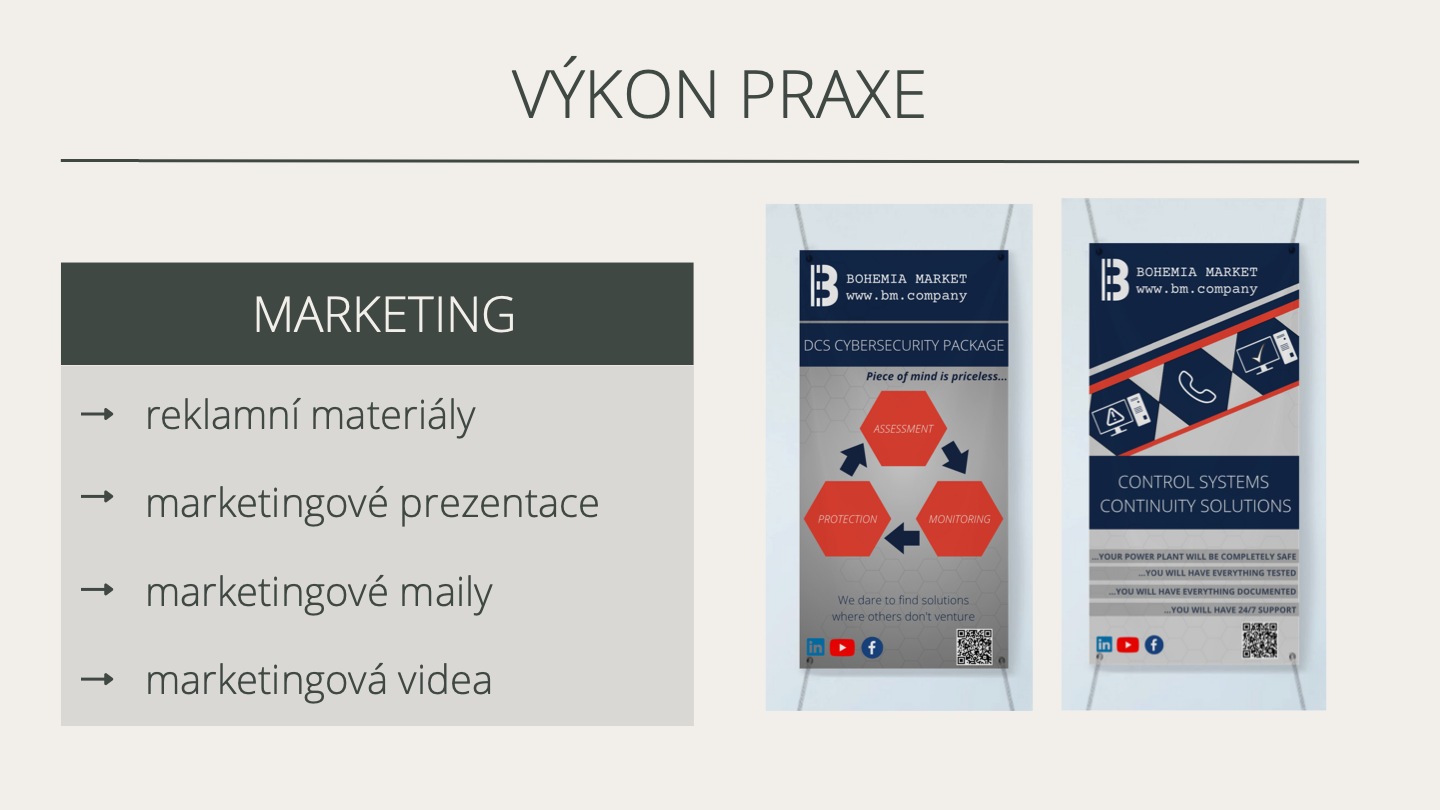 VÝKON PRAXE
MARKETING
reklamní materiály
marketingové prezentace
marketingové maily
marketingová videa
BOHEMIA MARKET
www.bm.company
DCS CYBERSECURITY PACKAGE
Piece of mind is priceless...
ASSESSMENT
PROTECTION
MONITORING
We dare to find solutions
where others don't venture
in
f
BOHEMIA MARKET
www.bm.company
CONTROL SYSTEMS
CONTINUITY SOLUTIONS
...YOUR POWER PLANT WILL BE COMPLETELY SAFE
...YOU WILL HAVE EVERYTHING TESTED
...YOU WILL HAVE EVERYTHING DOCUMENTED
...YOU WILL HAVE 24/7 SUPPORT
in
f